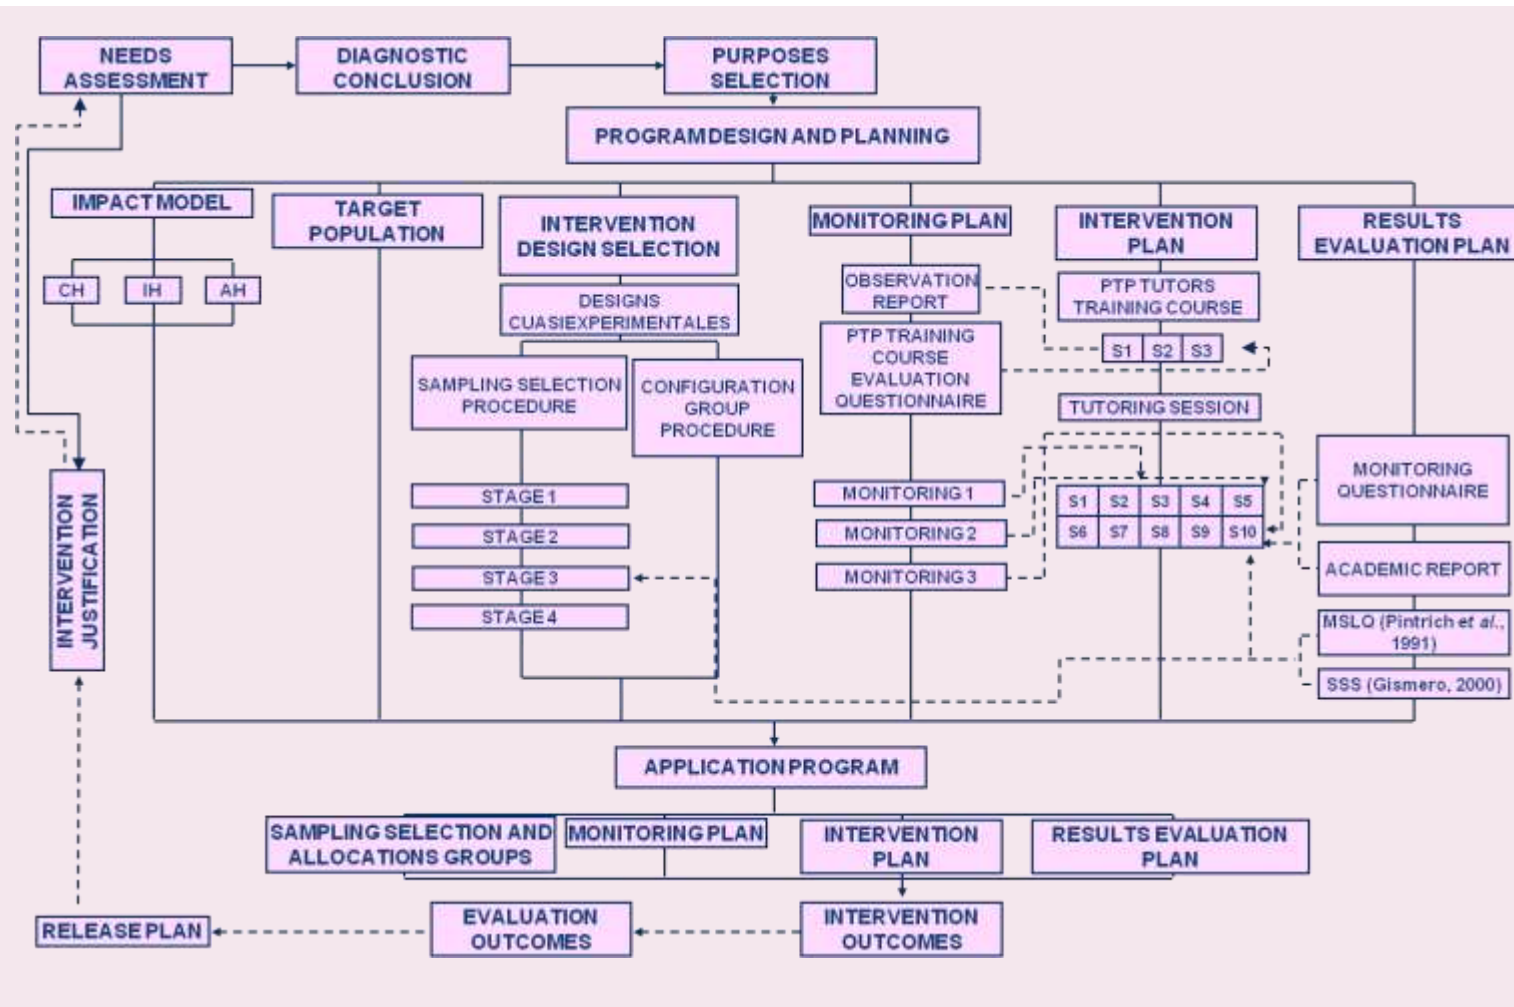 NEEDS
ASSESSMENT
DIAGNOSTIC
CONCLUSION
PURPOSES
SELECTION
PROGRAM DESIGN AND PLANNING
IMPACT MODEL
CH
IH
AH
TARGET
POPULATION
INTERVENTION
DESIGN SELECTION
DESIGNS
CUASIEXPERIMENTALES
SAMPLING SELECTION
PROCEDURE
CONFIGURATION
GROUP
PROCEDURE
STAGE 1
STAGE 2
STAGE 3
STAGE 4
MONITORING PLAN
OBSERVATION
REPORT
PTP TRAINING
COURSE
EVALUATION
QUESTIONNAIRE
MONITORING 1
MONITORING 2
MONITORING 3
INTERVENTION
PLAN
PTP TUTORS
TRAINING COURSE
S1 S2 S3
TUTORING SESSION
S1 S2 S3 S4 S5
S6 S7 S8 S9 S10
RESULTS
EVALUATION PLAN
MONITORING
QUESTIONNAIRE
ACADEMIC REPORT
MSLQ (Pintrich et al.,
1991)
SSS (Gismero, 2000)
INTERVENTION
JUSTIFICATION
APPLICATION PROGRAM
SAMPLING SELECTION AND
ALLOCATIONS GROUPS
MONITORING PLAN
INTERVENTION
PLAN
RESULTS EVALUATION
PLAN
RELEASE PLAN
EVALUATION
OUTCOMES
INTERVENTION
OUTCOMES